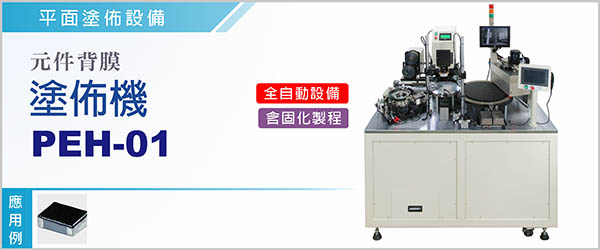 平面塗佈設備
元件背膜
塗佈機
PEH-01
全自動設備
含固化製程
應用例